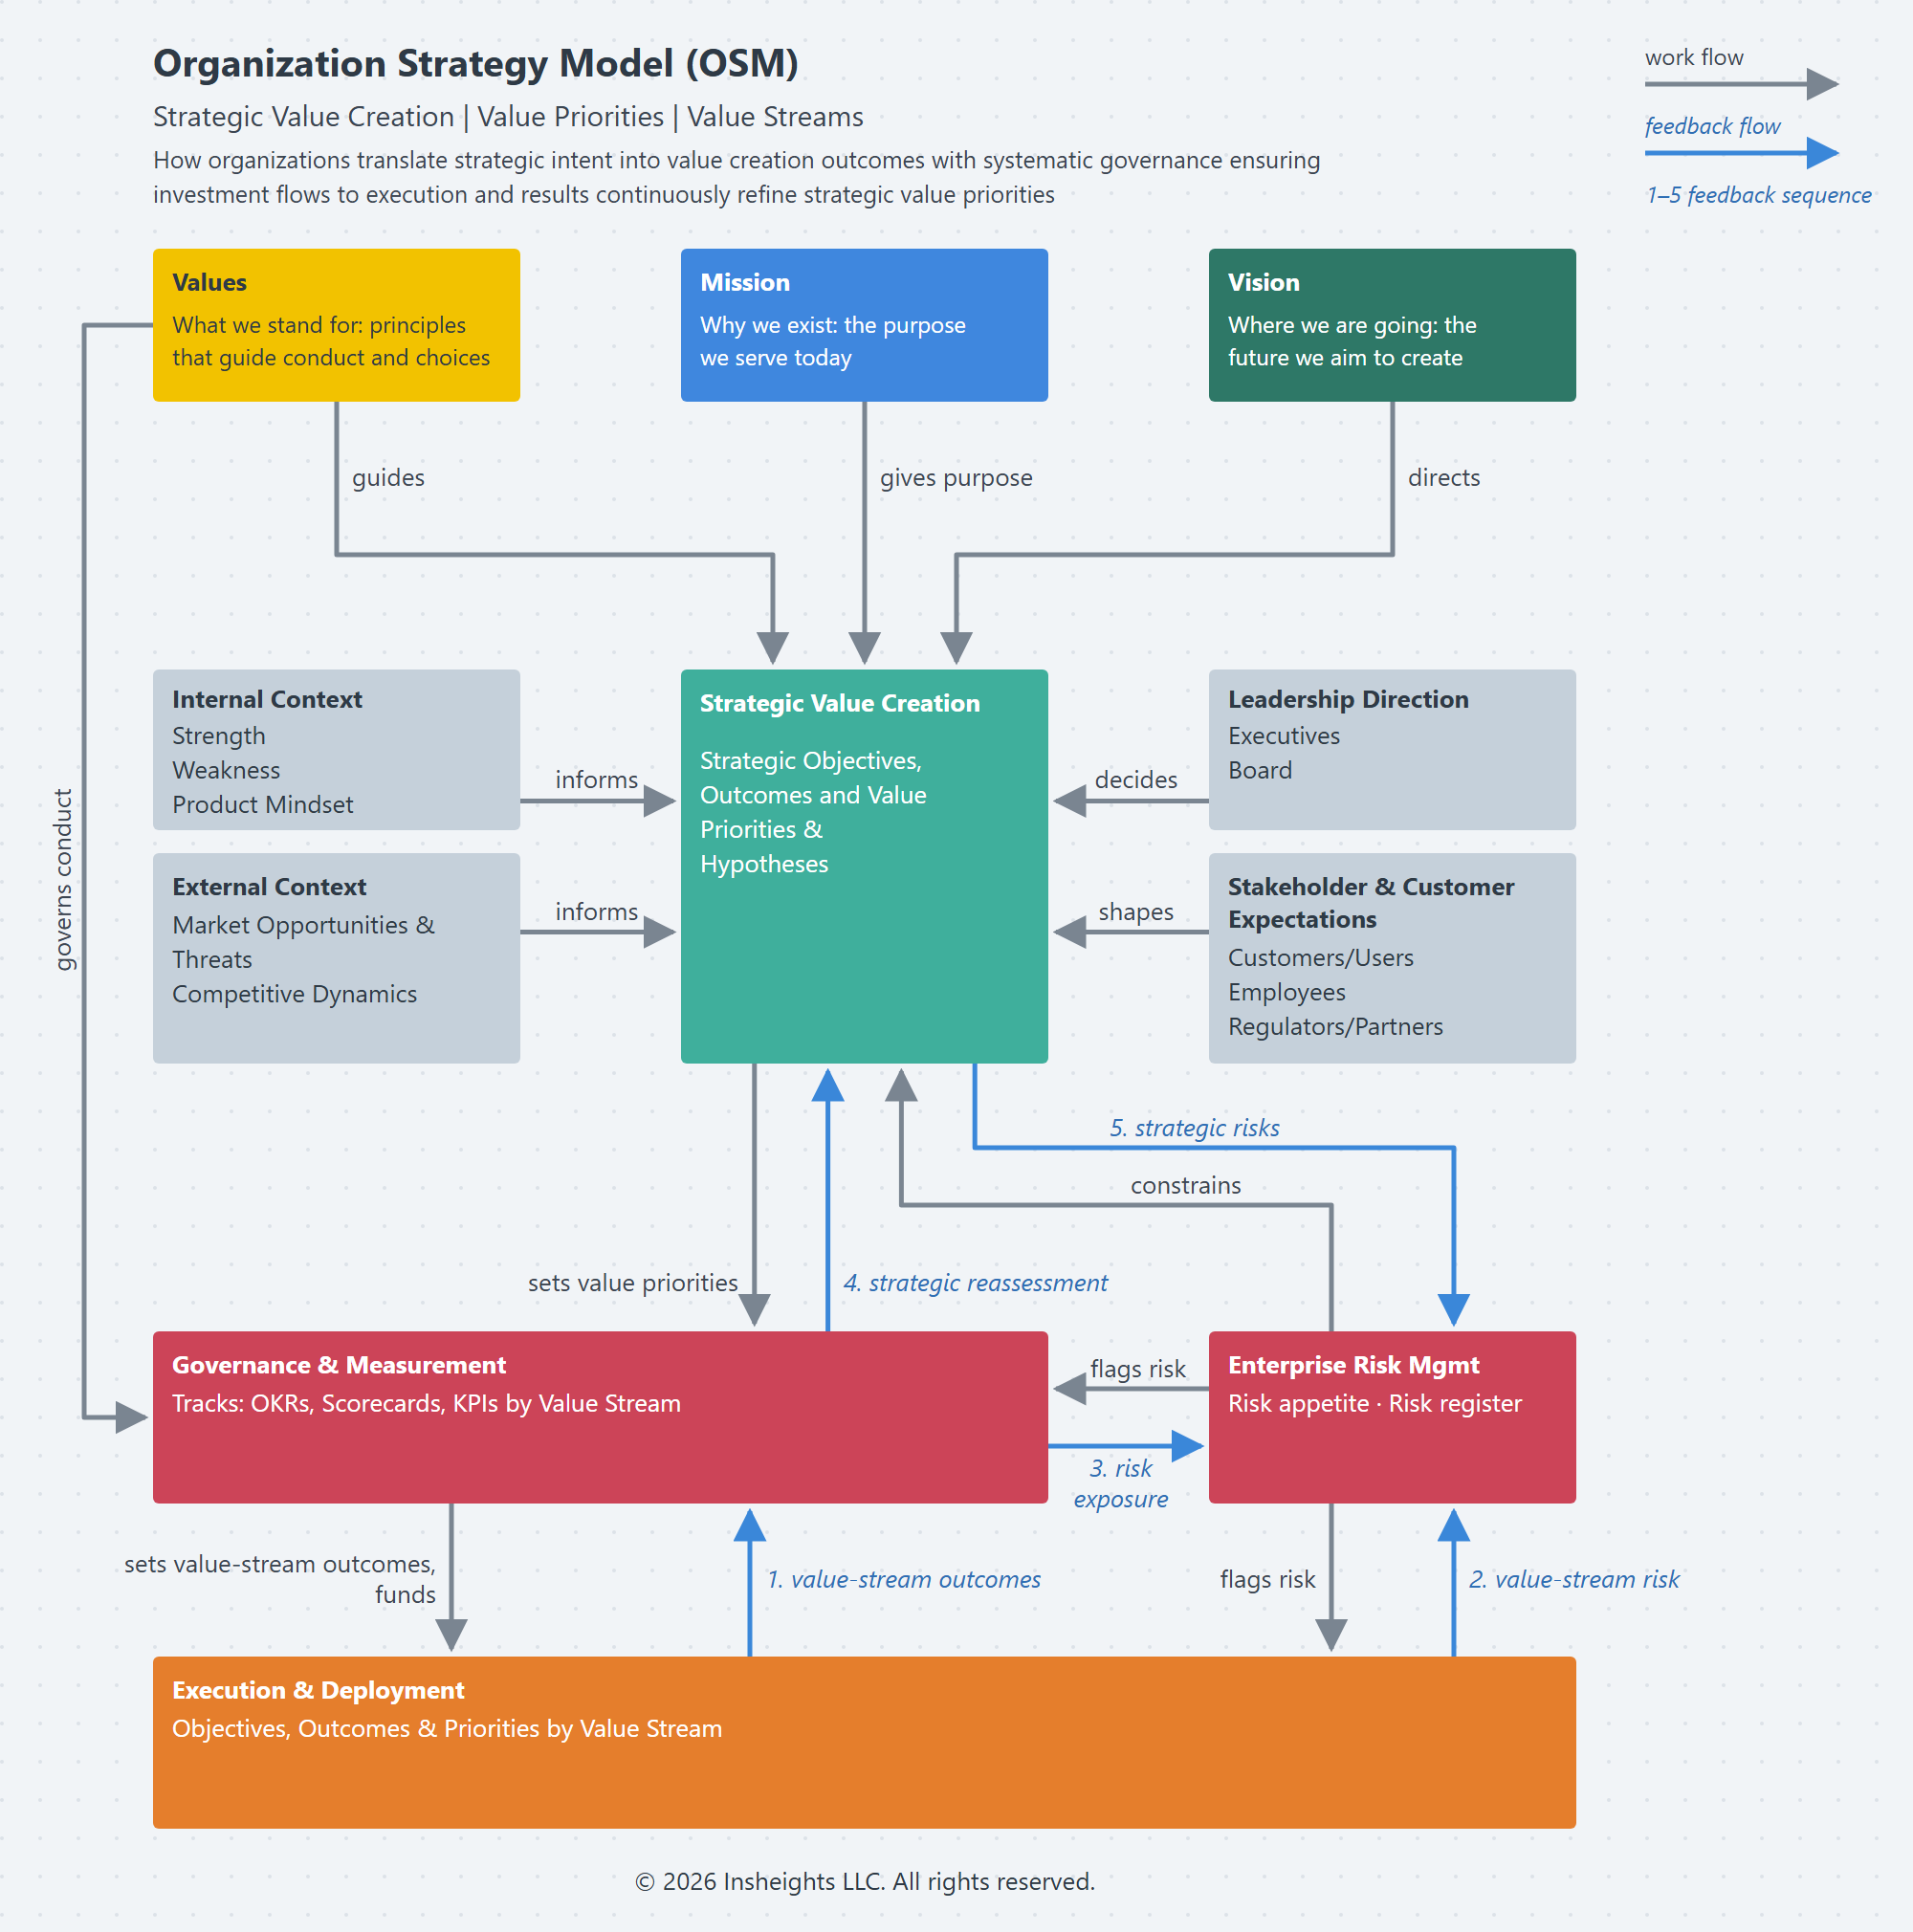 Organization Strategy Model (OSM)
Strategic Value Creation | Value Priorities | Value Streams
How organizations translate strategic intent into value creation outcomes with systematic governance ensuring
investment flows to execution and results continuously refine strategic value priorities
work flow
feedback flow
1–5 feedback sequence
Values
What we stand for: principles
that guide conduct and choices
Mission
Why we exist: the purpose
we serve today
Vision
Where we are going: the
future we aim to create
guides
gives purpose
directs
governs conduct
Internal Context
Strength
Weakness
Product Mindset
informs
External Context
Market Opportunities &
Threats
Competitive Dynamics
informs
Strategic Value Creation
Strategic Objectives,
Outcomes and Value
Priorities &
Hypotheses
decides
Leadership Direction
Executives
Board
shapes
Stakeholder & Customer
Expectations
Customers/Users
Employees
Regulators/Partners
5. strategic risks
constrains
sets value priorities
4. strategic reassessment
Governance & Measurement
Tracks: OKRs, Scorecards, KPIs by Value Stream
flags risk
3. risk
exposure
Enterprise Risk Mgmt
Risk appetite · Risk register
sets value-stream outcomes,
funds
1. value-stream outcomes
flags risk
2. value-stream risk
Execution & Deployment
Objectives, Outcomes & Priorities by Value Stream
© 2026 Insheights LLC. All rights reserved.